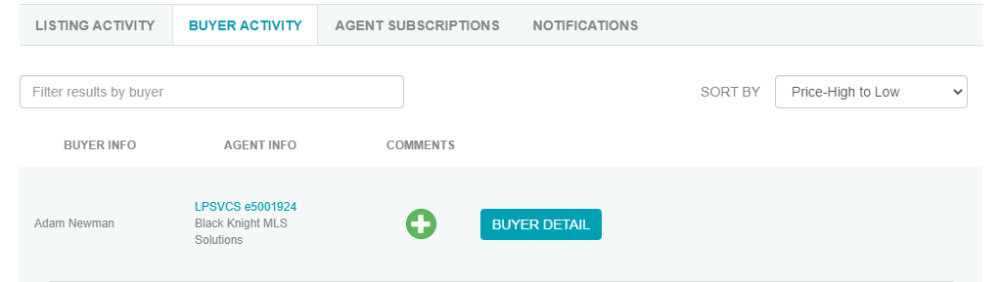 LISTING ACTIVITY BUYER ACTIVITY AGENT SUBSCRIPTIONS NOTIFICATIONS
Filter results by buyer SORT BY Price-High to Low
BUYER INFO AGENT INFO COMMENTS
Adam Newman
LPSVCS e5001924
Black Knight MLS
Solutions
BUYER DETAIL